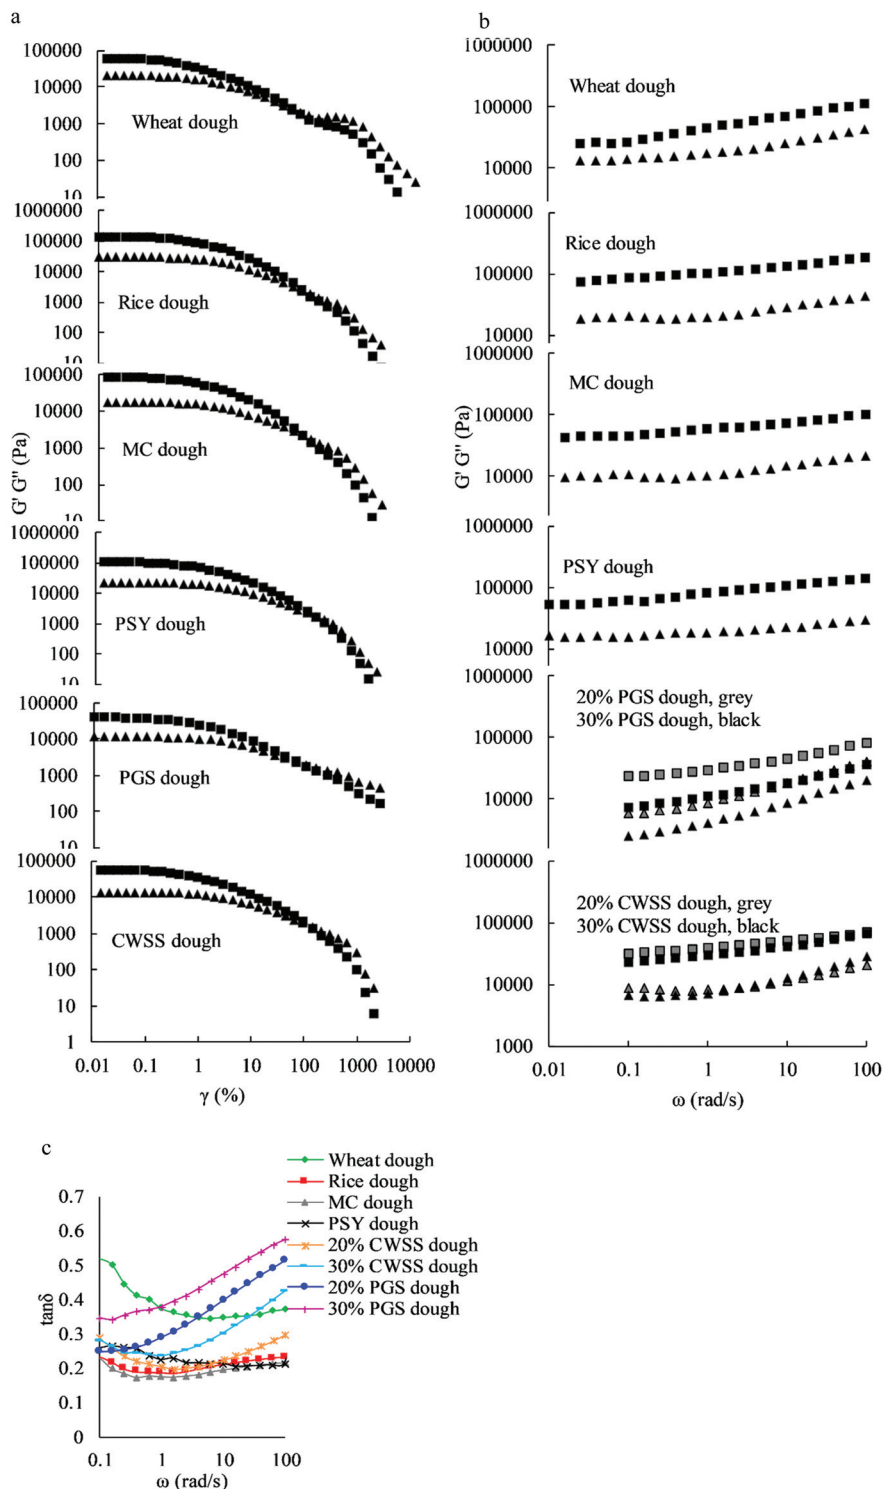 a
100000
10000
1000
100
10
Wheat dough
1000000
100000
10000
1000
100
10
Rice dough
100000
10000
1000
100
10
MC dough
G' G" (Pa)
1000000
100000
10000
1000
100
10
PSY dough
100000
10000
1000
100
10
PGS dough
100000
10000
1000
100
10
1
CWSS dough
0.01 0.1 1 10 100 1000 10000
γ (%)
b
1000000
100000
10000
Wheat dough
1000000
100000
10000
Rice dough
1000000
100000
10000
MC dough
G' G" (Pa)
1000000
100000
10000
PSY dough
1000000
100000
10000
20% PGS dough, grey
30% PGS dough, black
1000000
100000
10000
1000
20% CWSS dough, grey
30% CWSS dough, black
0.01 0.1 1 10 100
ω (rad/s)
c
0.7
0.6
0.5
0.4
0.3
0.2
0.1
0
tanδ
0.1 1 10 100
ω (rad/s)
Wheat dough
Rice dough
MC dough
PSY dough
20% CWSS dough
30% CWSS dough
20% PGS dough
30% PGS dough